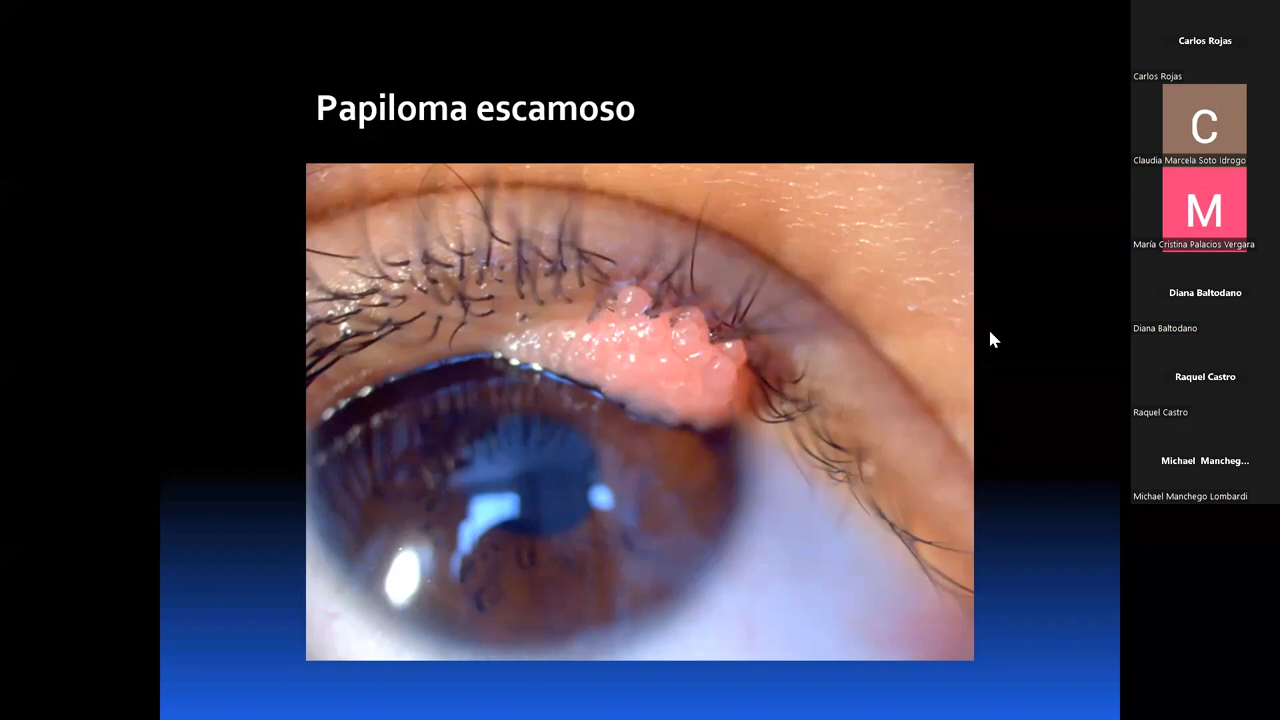 Papiloma escamoso
Carlos Rojas
Carlos Rojas
C
Claudia Marcela Soto Idrogo
M
María Cristina Palacios Vergara
Diana Baltodano
Diana Baltodano
Raquel Castro
Raquel Castro
Michael Mancheg...
Michael Manchego Lombardi